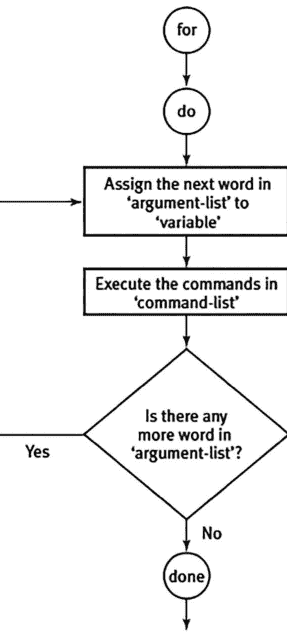 for
do
Assign the next word in
‘argument-list’ to
‘variable’
Execute the commands in
‘command-list’
Is there any
more word in
‘argument-list’?
Yes
No
done